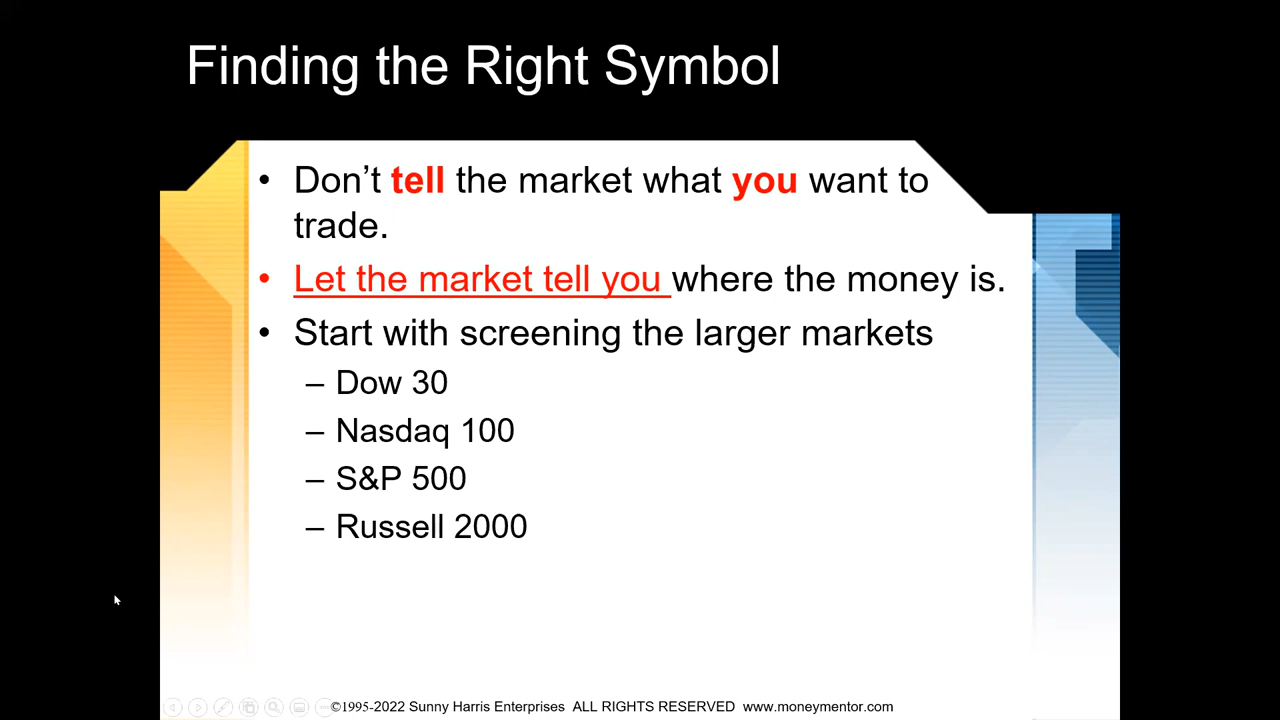 Finding the Right Symbol
• Don’t tell the market what you want to
trade.
• Let the market tell you where the money is.
• Start with screening the larger markets
– Dow 30
– Nasdaq 100
– S&P 500
– Russell 2000
©1995-2022 Sunny Harris Enterprises ALL RIGHTS RESERVED www.moneymentor.com